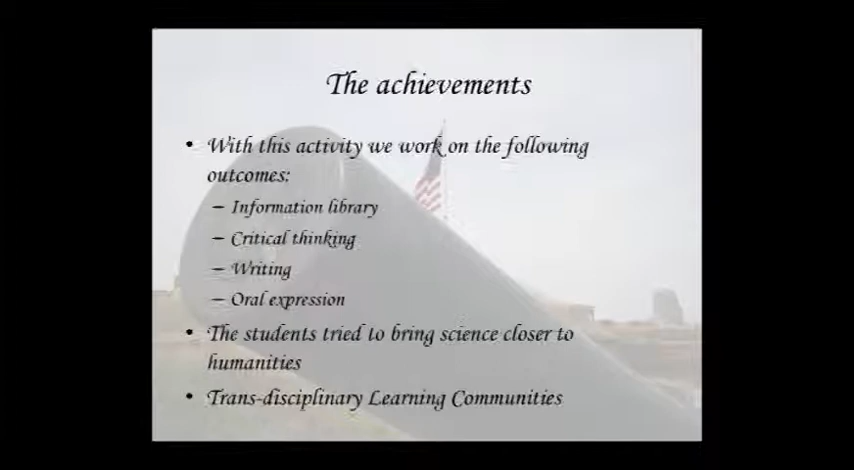 The achievements
• With this activity we work on the following
outcomes:
– Information library
– Critical thinking
– Writing
– Oral expression
• The students tried to bring science closer to
humanities
• Trans-disciplinary Learning Communities